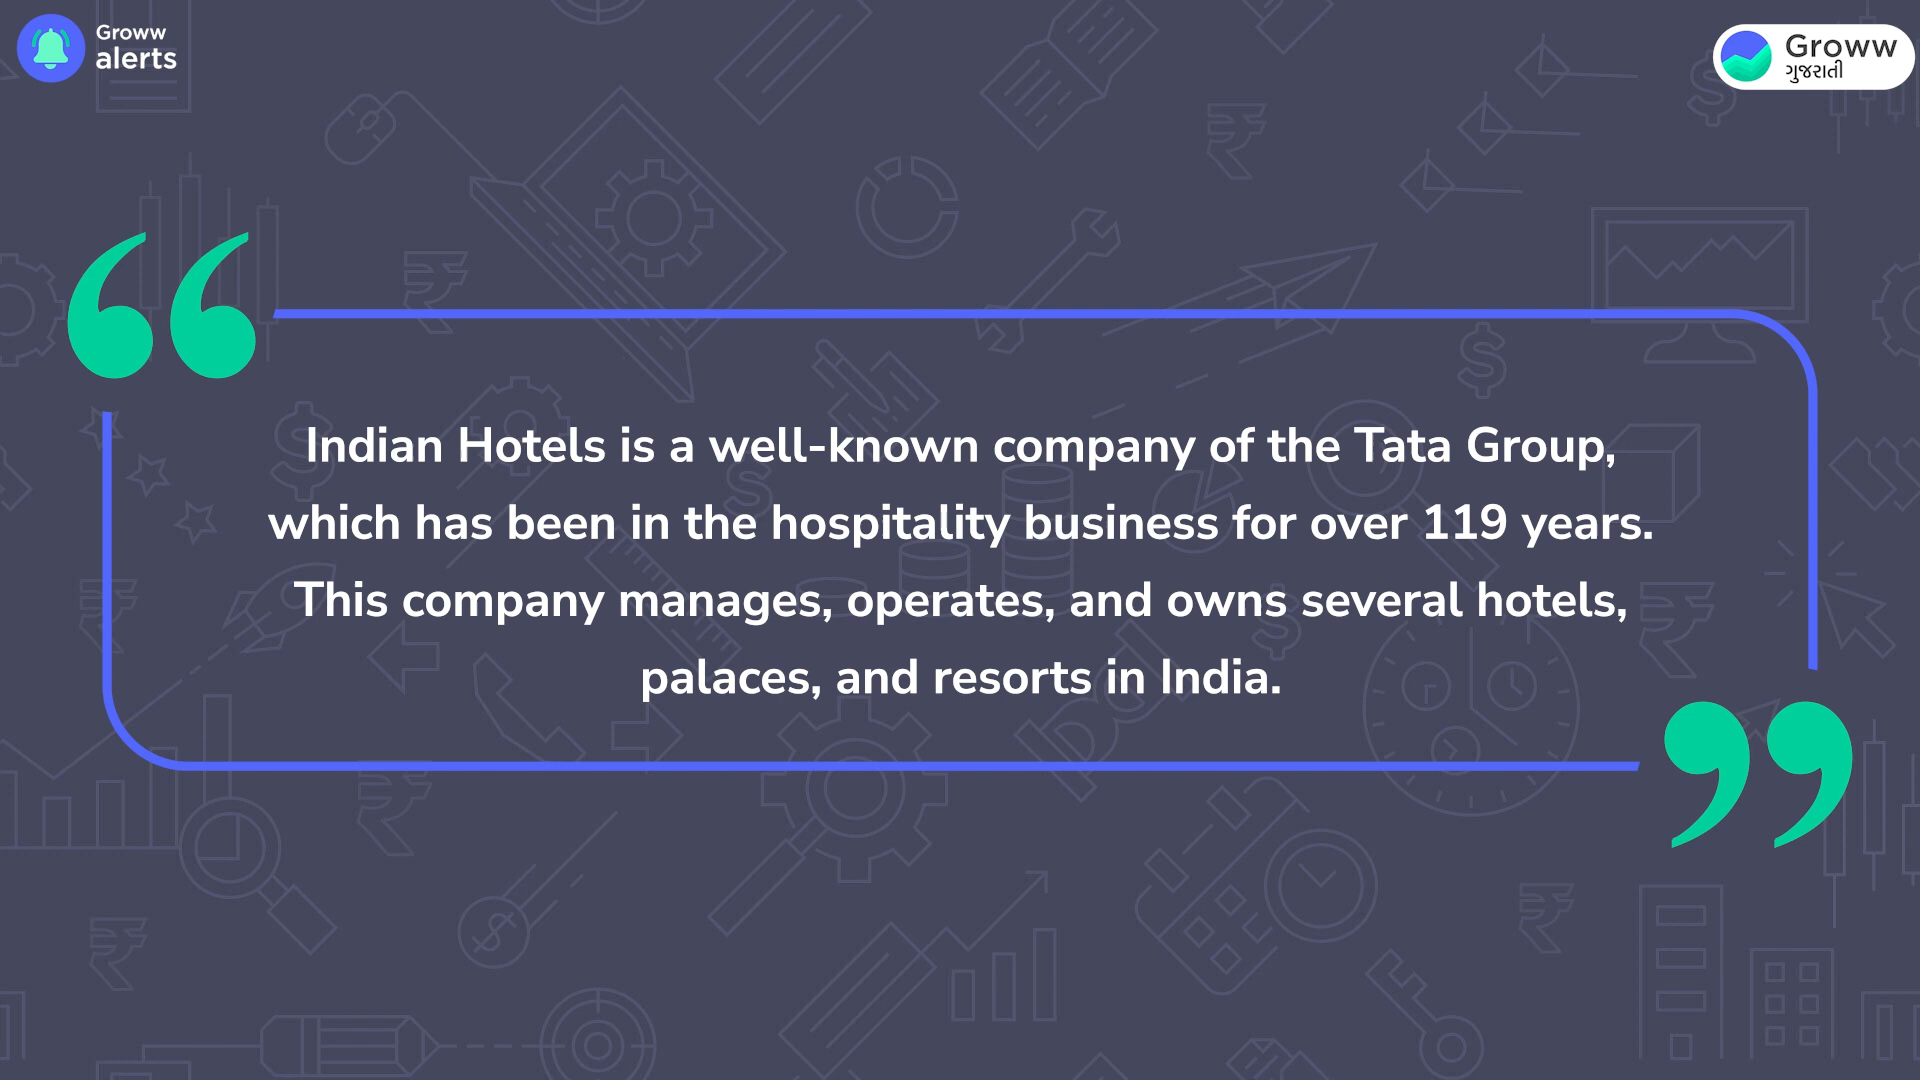 Groww
alerts
Groww
ગુજરાતી
Indian Hotels is a well-known company of the Tata Group,
which has been in the hospitality business for over 119 years.
This company manages, operates, and owns several hotels,
palaces, and resorts in India.